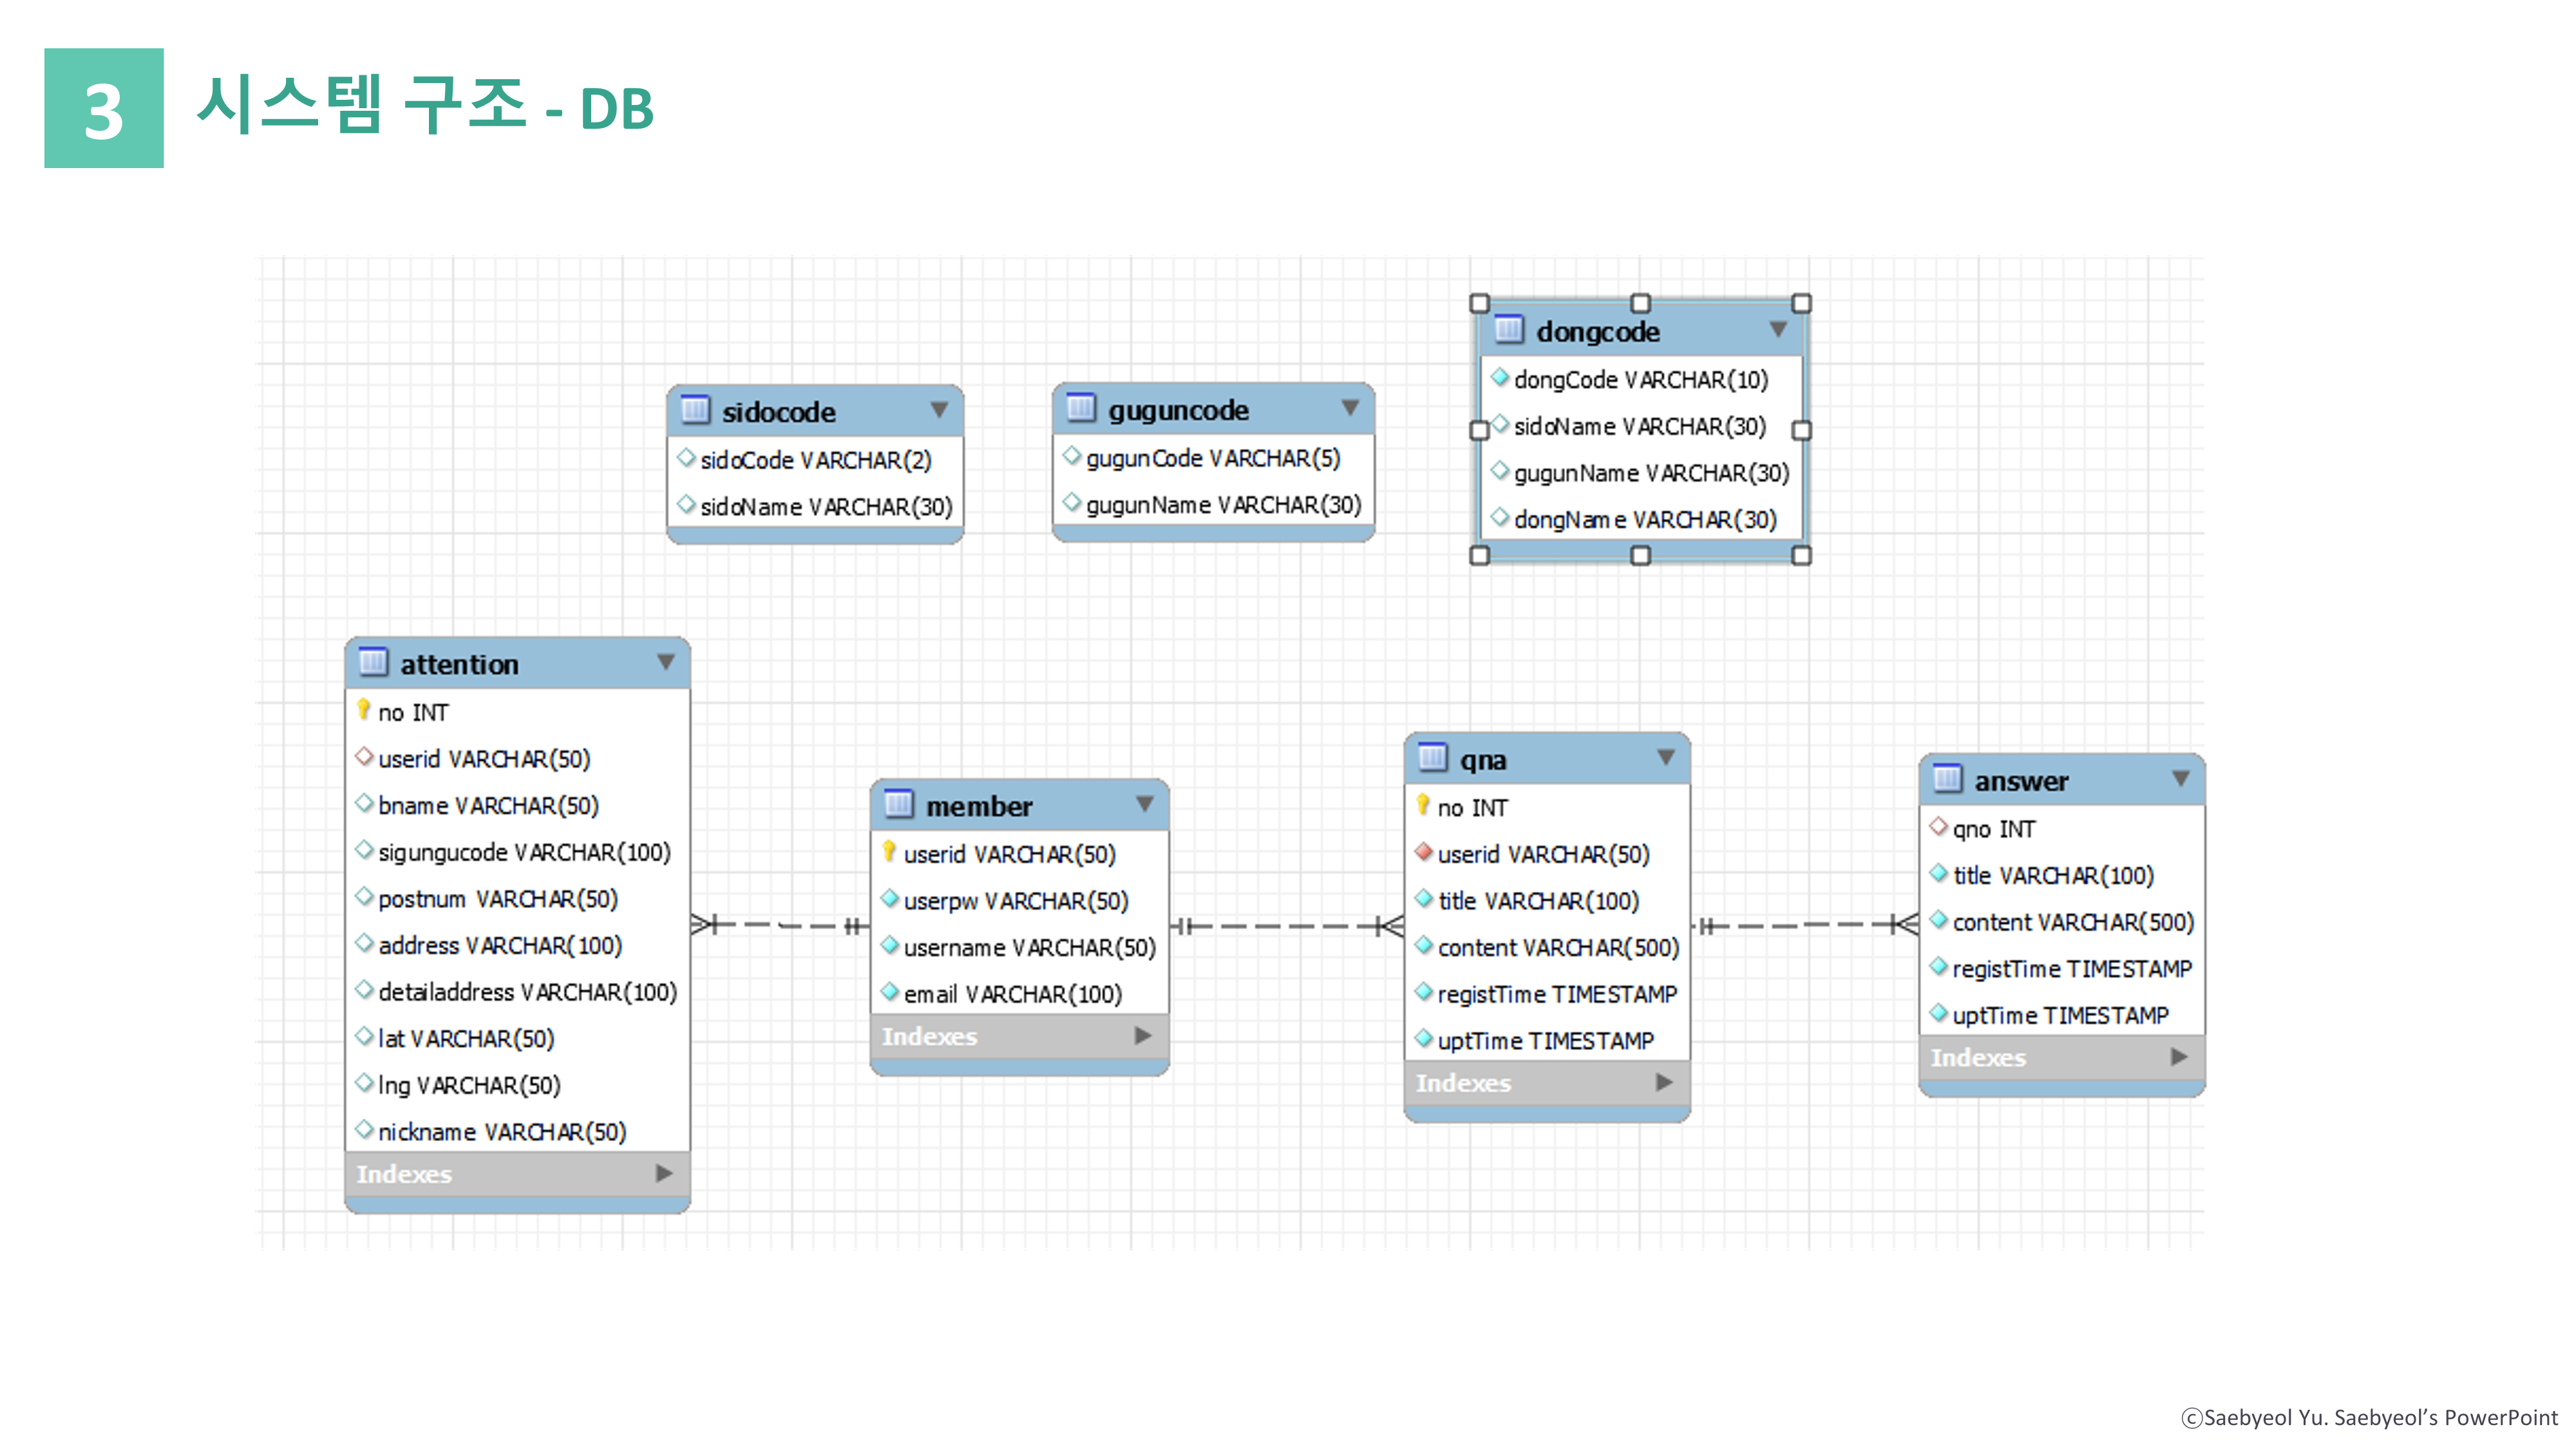 3
시스템 구조 - DB
dongcode
dongCode VARCHAR(10)
sidoName VARCHAR(30)
gugunName VARCHAR(30)
dongName VARCHAR(30)
sidocode
sidoCode VARCHAR(2)
sidoName VARCHAR(30)
guguncode
gugunCode VARCHAR(5)
gugunName VARCHAR(30)
attention
no INT
userid VARCHAR(50)
bname VARCHAR(50)
sigungucode VARCHAR(100)
postnum VARCHAR(50)
address VARCHAR(100)
detailaddress VARCHAR(100)
lat VARCHAR(50)
lng VARCHAR(50)
nickname VARCHAR(50)
Indexes
member
userid VARCHAR(50)
userpw VARCHAR(50)
username VARCHAR(50)
email VARCHAR(100)
Indexes
qna
no INT
userid VARCHAR(50)
title VARCHAR(100)
content VARCHAR(500)
registTime TIMESTAMP
uptTime TIMESTAMP
Indexes
answer
qno INT
title VARCHAR(100)
content VARCHAR(500)
registTime TIMESTAMP
uptTime TIMESTAMP
Indexes
ⓒSaebyeol Yu. Saebyeol’s PowerPoint